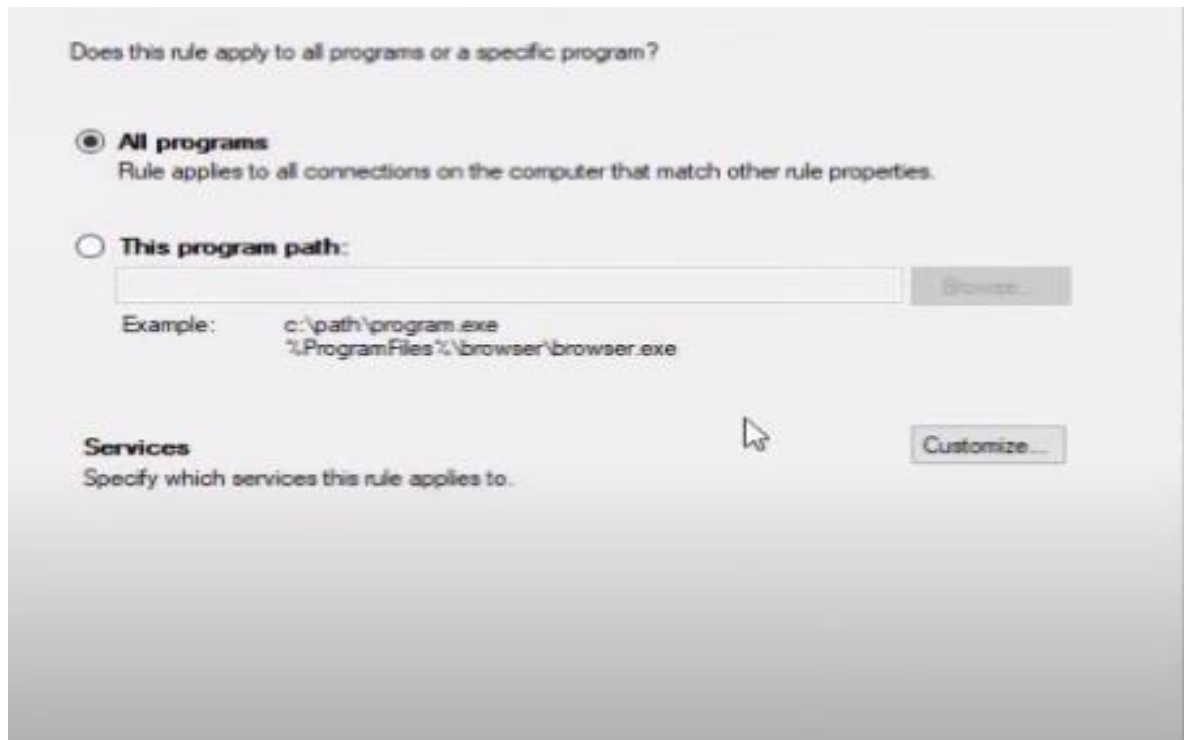 Does this rule apply to all programs or a specific program?
All programs
Rule applies to all connections on the computer that match other rule properties.
This program path:
Browse...
Example: c:\path\program.exe
%ProgramFiles%\browser\browser.exe
Services
Customize...
Specify which services this rule applies to.